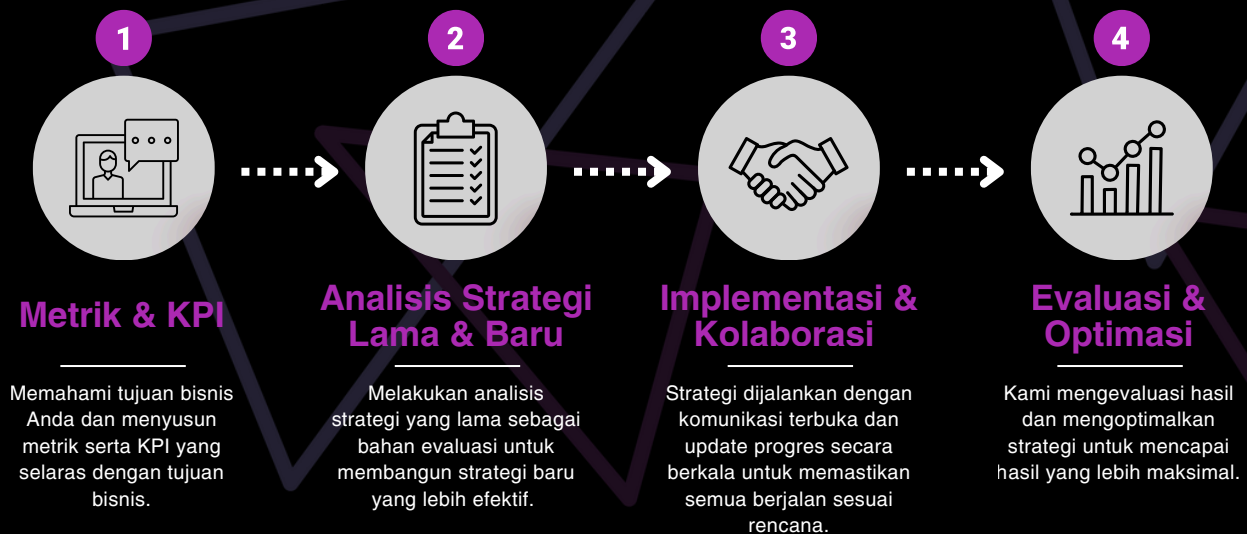 1
Metrik & KPI
Memahami tujuan bisnis
Anda dan menyusun
metrik serta KPI yang
selaras dengan tujuan
bisnis.
2
Analisis Strategi
Lama & Baru
Melakukan analisis
strategi yang lama sebagai
bahan evaluasi untuk
membangun strategi baru
yang lebih efektif.
3
Implementasi &
Kolaborasi
Strategi dijalankan dengan
komunikasi terbuka dan
update progres secara
berkala untuk memastikan
semua berjalan sesuai
rencana.
4
Evaluasi &
Optimasi
Kami mengevaluasi hasil
dan mengoptimalkan
strategi untuk mencapai
hasil yang lebih maksimal.